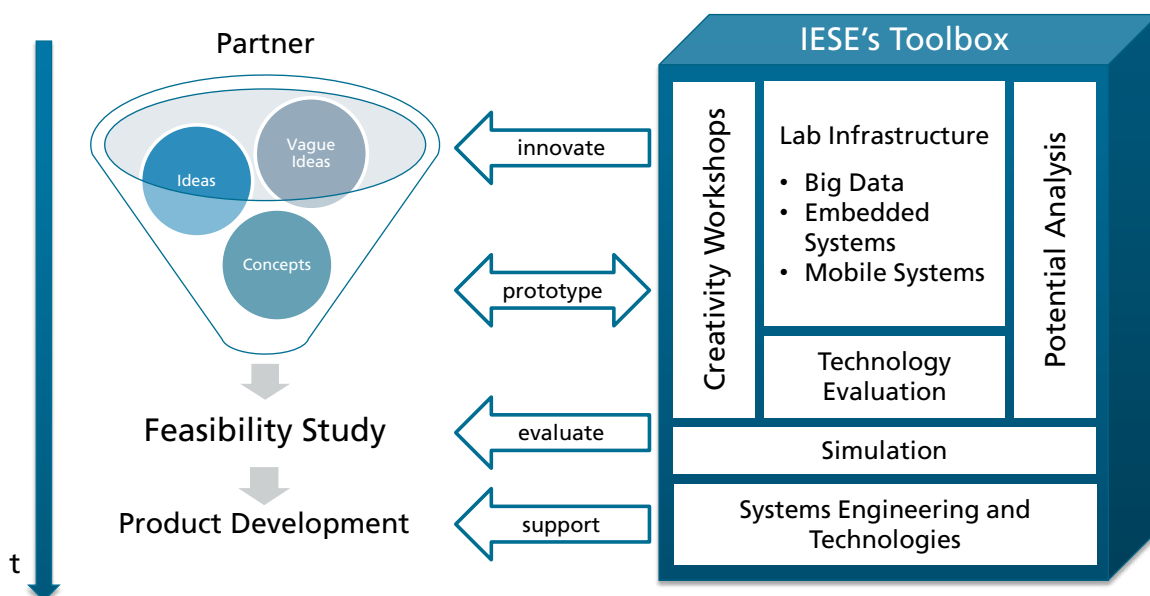 Partner
Vague
Ideas
Ideas
Concepts
Feasibility Study
Product Development
t
innovate
prototype
evaluate
support
IESE's Toolbox
Creativity Workshops
Lab Infrastructure
• Big Data
• Embedded
Systems
• Mobile Systems
Potential Analysis
Technology
Evaluation
Simulation
Systems Engineering and
Technologies